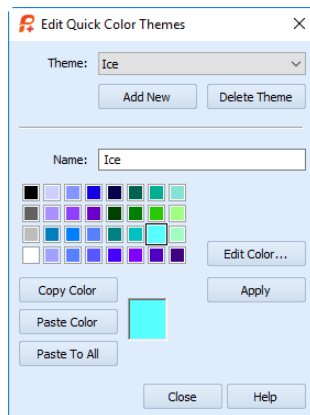 Edit Quick Color Themes
Theme: Ice
Add New Delete Theme
Name: Ice
Edit Color...
Copy Color Apply
Paste Color
Paste To All
Close Help